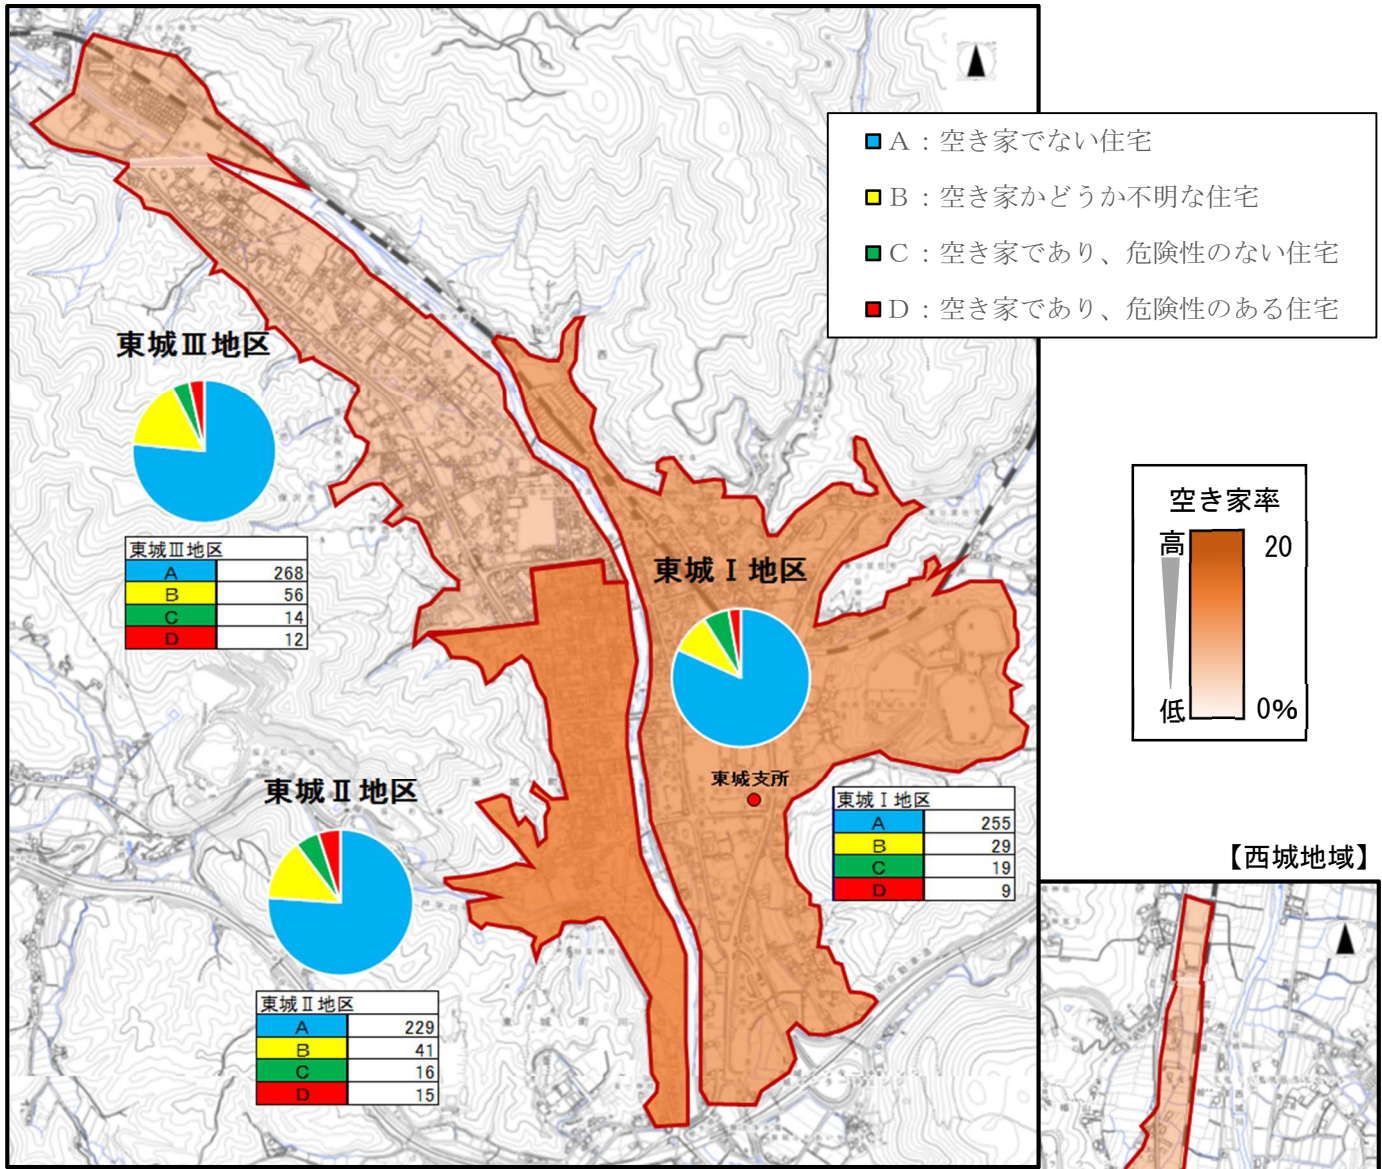 A：空き家でない住宅
B：空き家かどうか不明な住宅
C：空き家であり、危険性のない住宅
D：空き家であり、危険性のある住宅
東城Ⅲ地区
東城Ⅲ地区
A 268
B 56
C 14
D 12
空き家率
高 20
低 0%
東城Ⅰ地区
東城支所
東城Ⅰ地区
A 255
B 29
C 19
D 9
東城Ⅱ地区
東城Ⅱ地区
A 229
B 41
C 16
D 15
【西城地域】